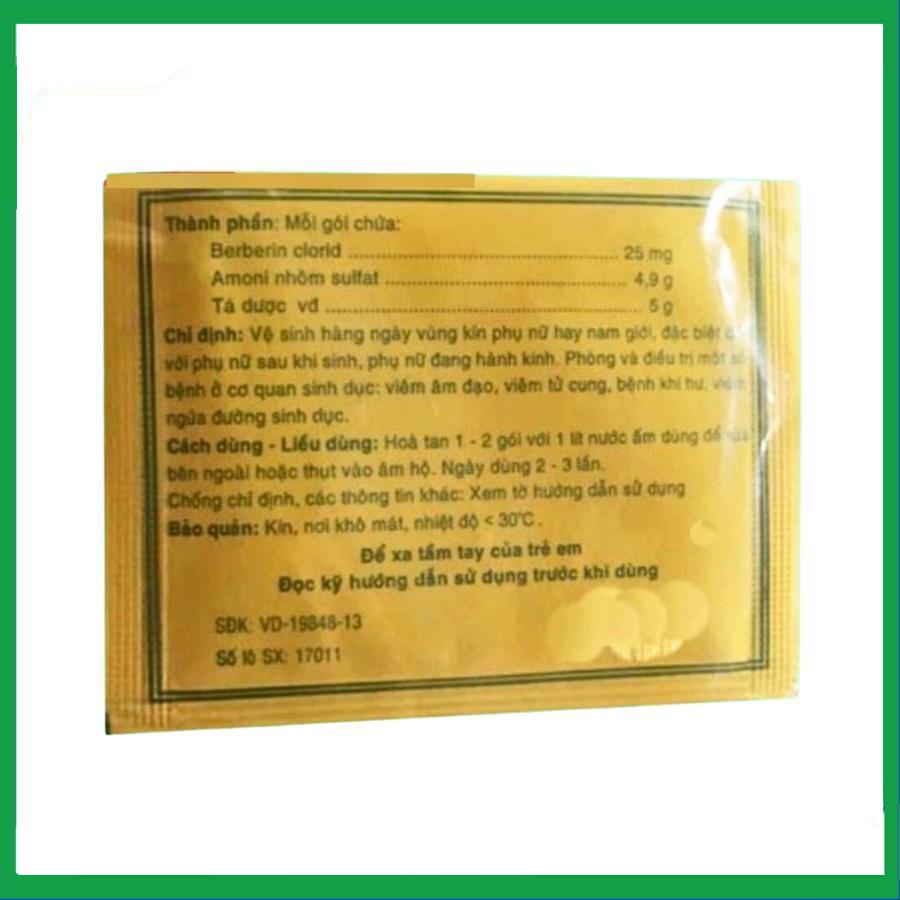 Thành phần: Mỗi gói chứa:
Berberin clorid ........................................ 25 mg
Amoni nhôm sulfat .................................... 4,9 g
Tá dược vđ ............................................... 5 g
Chỉ định: Vệ sinh hàng ngày vùng kín phụ nữ hay nam giới, đặc biệt
với phụ nữ sau khi sinh, phụ nữ đang hành kinh. Phòng và điều trị một số
bệnh ở cơ quan sinh dục: viêm âm đạo, viêm tử cung, bệnh khí hư, viêm
ngứa đường sinh dục.
Cách dùng - Liều dùng: Hoà tan 1 - 2 gói với 1 lít nước ấm dùng để rửa
bên ngoài hoặc thụt vào âm hộ. Ngày dùng 2 - 3 lần.
Chống chỉ định, các thông tin khác: Xem tờ hướng dẫn sử dụng
Bảo quản: Kín, nơi khô mát, nhiệt độ < 30°C.
Để xa tầm tay của trẻ em
Đọc kỹ hướng dẫn sử dụng trước khi dùng
SĐK: VD-19848-13
Số lô SX: 17011